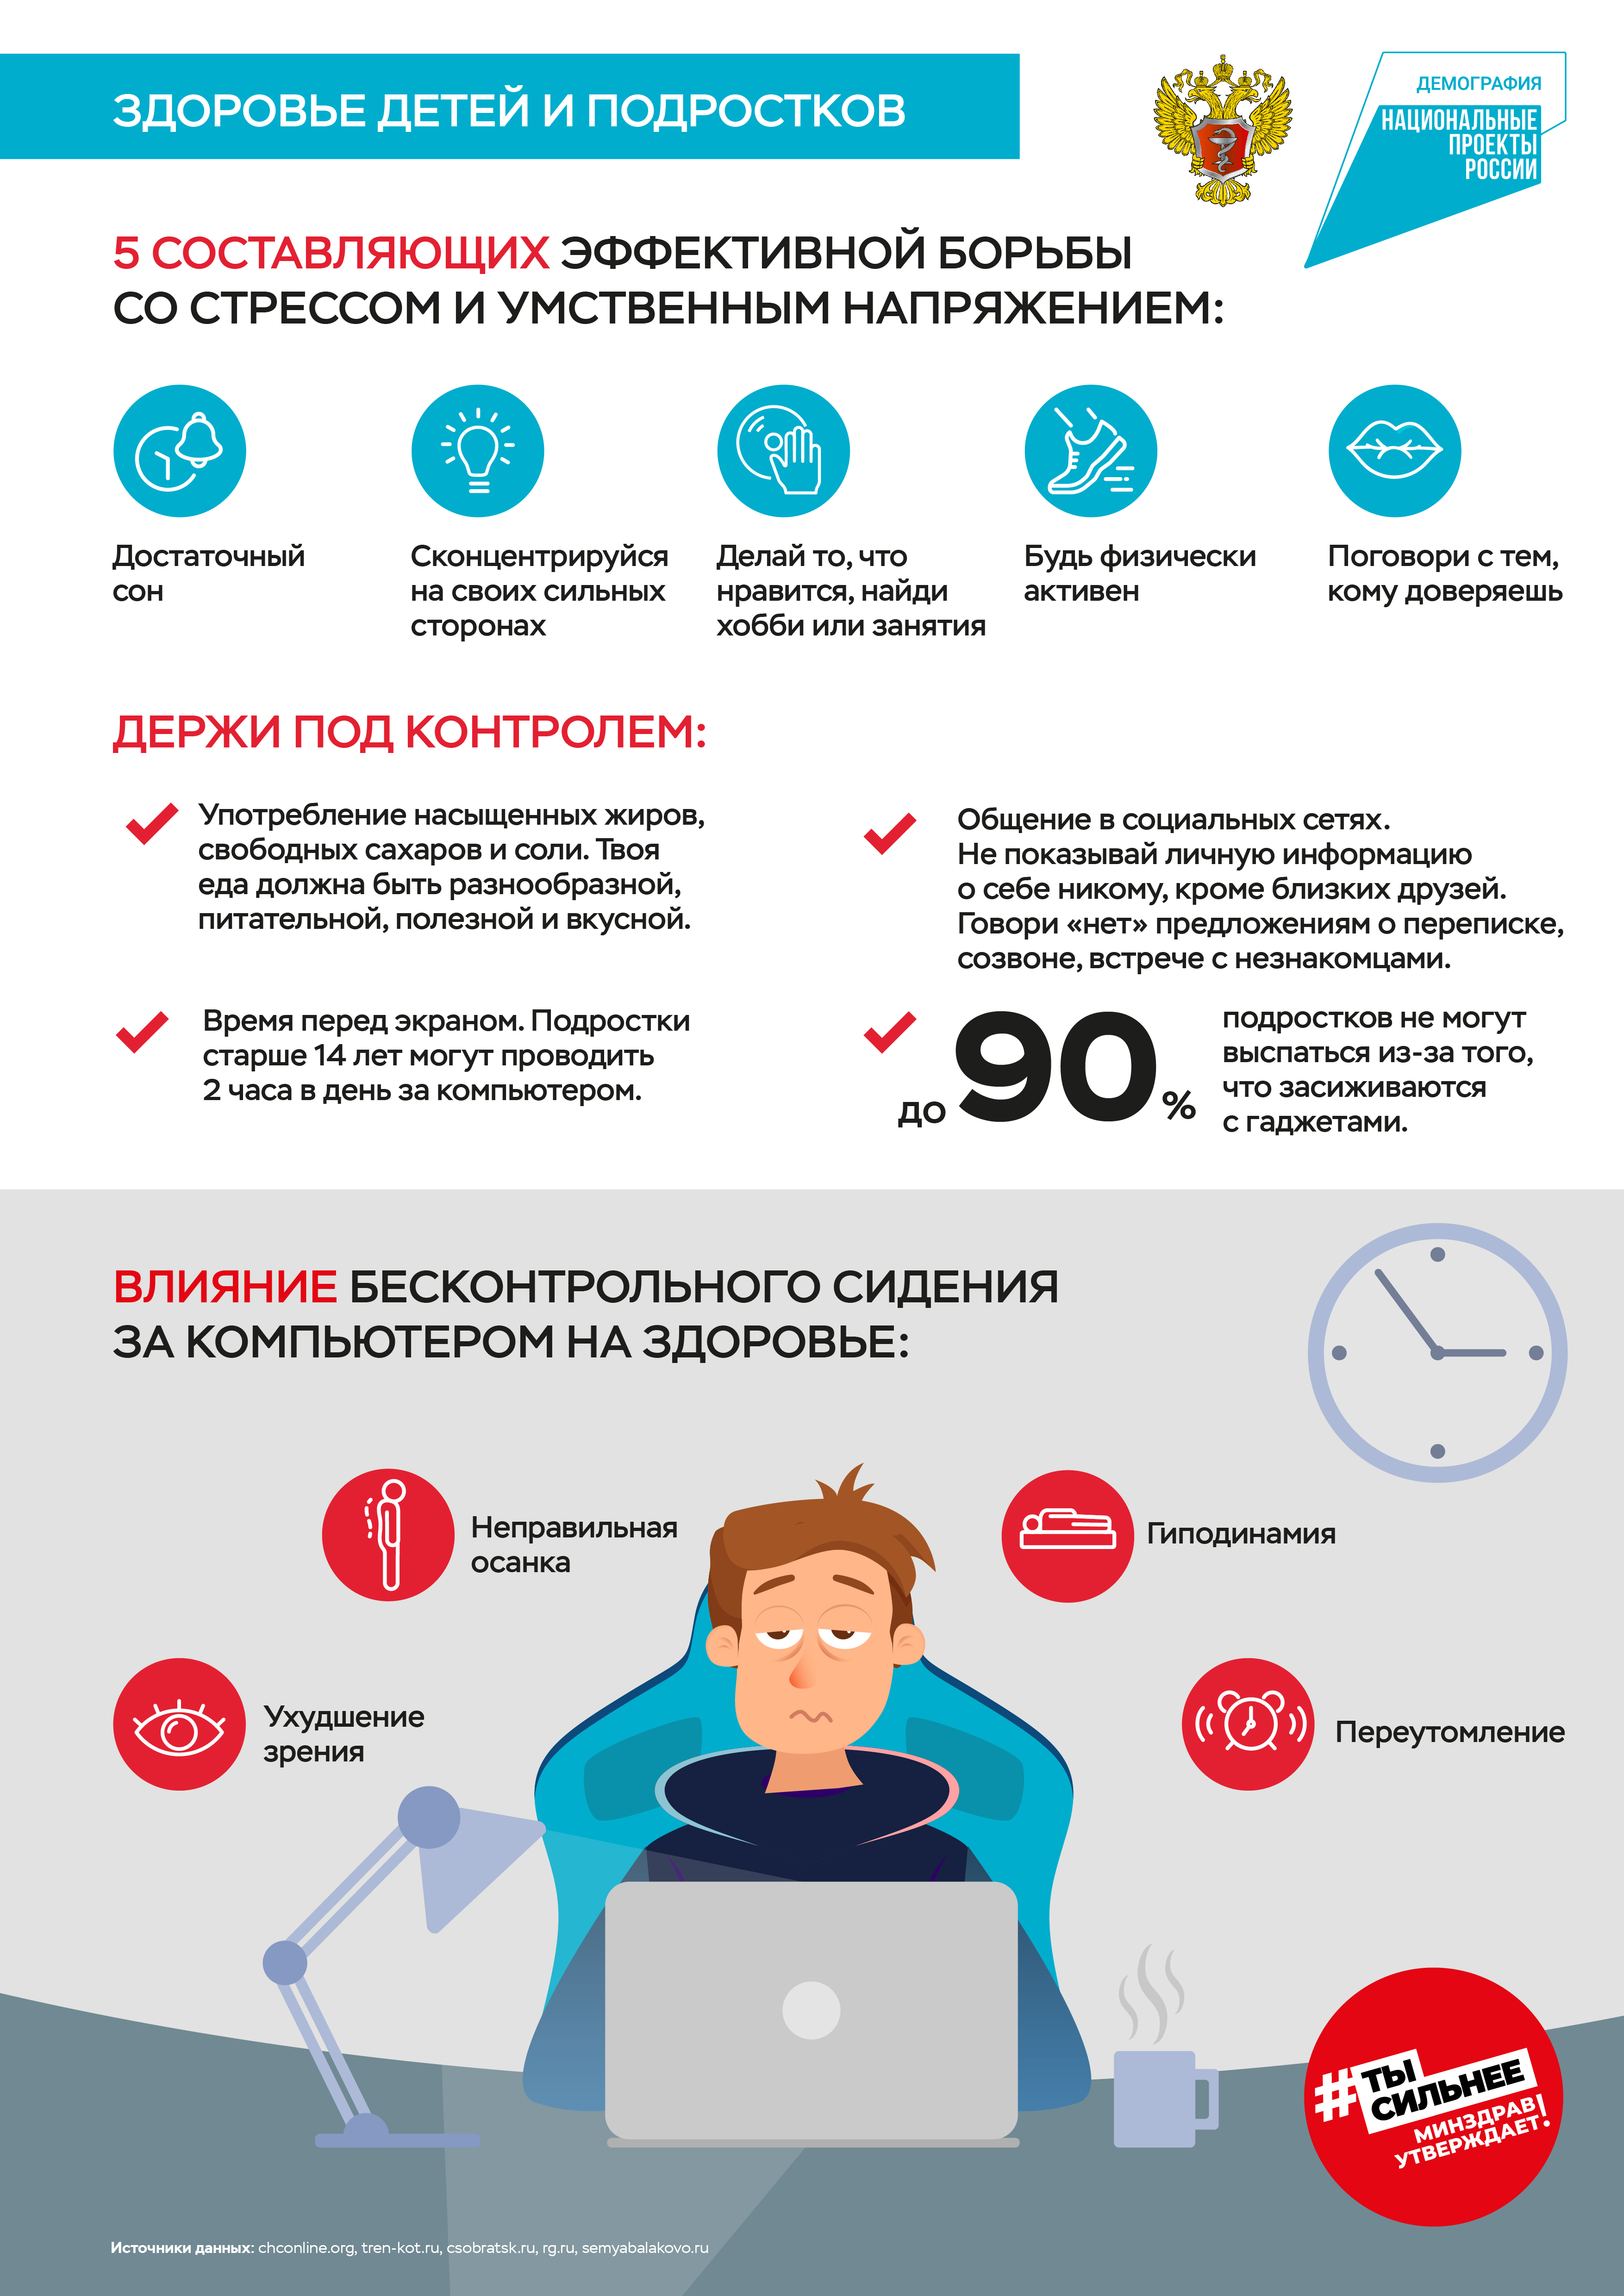 ЗДОРОВЬЕ ДЕТЕЙ И ПОДРОСТКОВ
ДЕМОГРАФИЯ
НАЦИОНАЛЬНЫЕ
ПРОЕКТЫ
РОССИИ
5 СОСТАВЛЯЮЩИХ ЭФФЕКТИВНОЙ БОРЬБЫ
СО СТРЕССОМ И УМСТВЕННЫМ НАПРЯЖЕНИЕМ:
Достаточный
сон
Сконцентрируйся
на своих сильных
сторонах
Делай то, что
нравится, найди
хобби или занятия
Будь физически
активен
Поговори с тем,
кому доверяешь
ДЕРЖИ ПОД КОНТРОЛЕМ:
Употребление насыщенных жиров,
свободных сахаров и соли. Твоя
еда должна быть разнообразной,
питательной, полезной и вкусной.
Общение в социальных сетях.
Не показывай личную информацию
о себе никому, кроме близких друзей.
Говори «нет» предложениям о переписке,
созвоне, встрече с незнакомцами.
Время перед экраном. Подростки
старше 14 лет могут проводить
2 часа в день за компьютером.
до 90 %
подростков не могут
выспаться из-за того,
что засиживаются
с гаджетами.
ВЛИЯНИЕ БЕСКОНТРОЛЬНОГО СИДЕНИЯ
ЗА КОМПЬЮТЕРОМ НА ЗДОРОВЬЕ:
Неправильная
осанка
Гиподинамия
Ухудшение
зрения
Переутомление
#ТЫ
СИЛЬНЕЕ
МИНЗДРАВ
УТВЕРЖДАЕТ!
Источники данных: chconline.org, tren-kot.ru, csobratsk.ru, rg.ru, semyabalakovo.ru